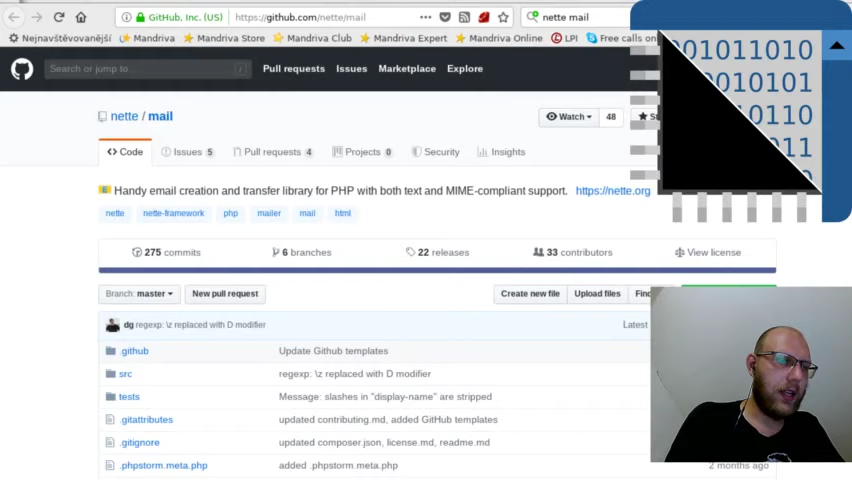 GitHub, Inc. (US) https://github.com/nette/mail nette mail
Nejnavštěvovanější Mandriva Mandriva Store Mandriva Club Mandriva Expert Mandriva Online LPI Free calls on
Search or jump to... / Pull requests Issues Marketplace Explore
nette / mail Watch 48
Code Issues 5 Pull requests 4 Projects 0 Security Insights
Handy email creation and transfer library for PHP with both text and MIME-compliant support. https://nette.org
nette nette-framework php mailer mail html
275 commits 6 branches 22 releases 33 contributors View license
Branch: master New pull request Create new file Upload files
dg regexp: \z replaced with D modifier Latest
.github Update Github templates
src regexp: \z replaced with D modifier
tests Message: slashes in "display-name" are stripped
.gitattributes updated contributing.md, added GitHub templates
.gitignore updated composer.json, license.md, readme.md
.phpstorm.meta.php added .phpstorm.meta.php 2 months ago
001011010
010101
0110
11